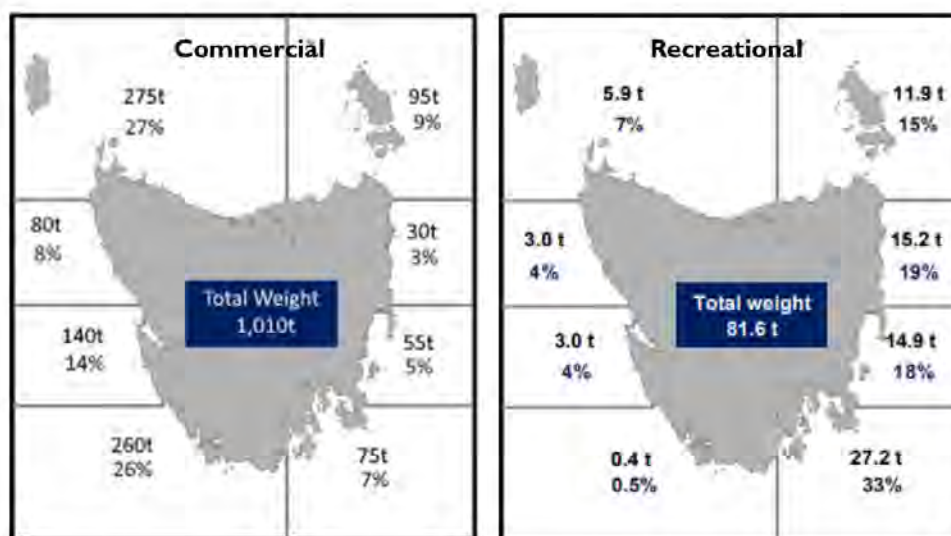 Commercial
275t
27%
95t
9%
80t
8%
30t
3%
Total Weight
1,010t
140t
14%
55t
5%
260t
26%
75t
7%
Recreational
5.9 t
7%
11.9 t
15%
3.0 t
4%
15.2 t
19%
Total weight
81.6 t
3.0 t
4%
14.9 t
18%
0.4 t
0.5%
27.2 t
33%